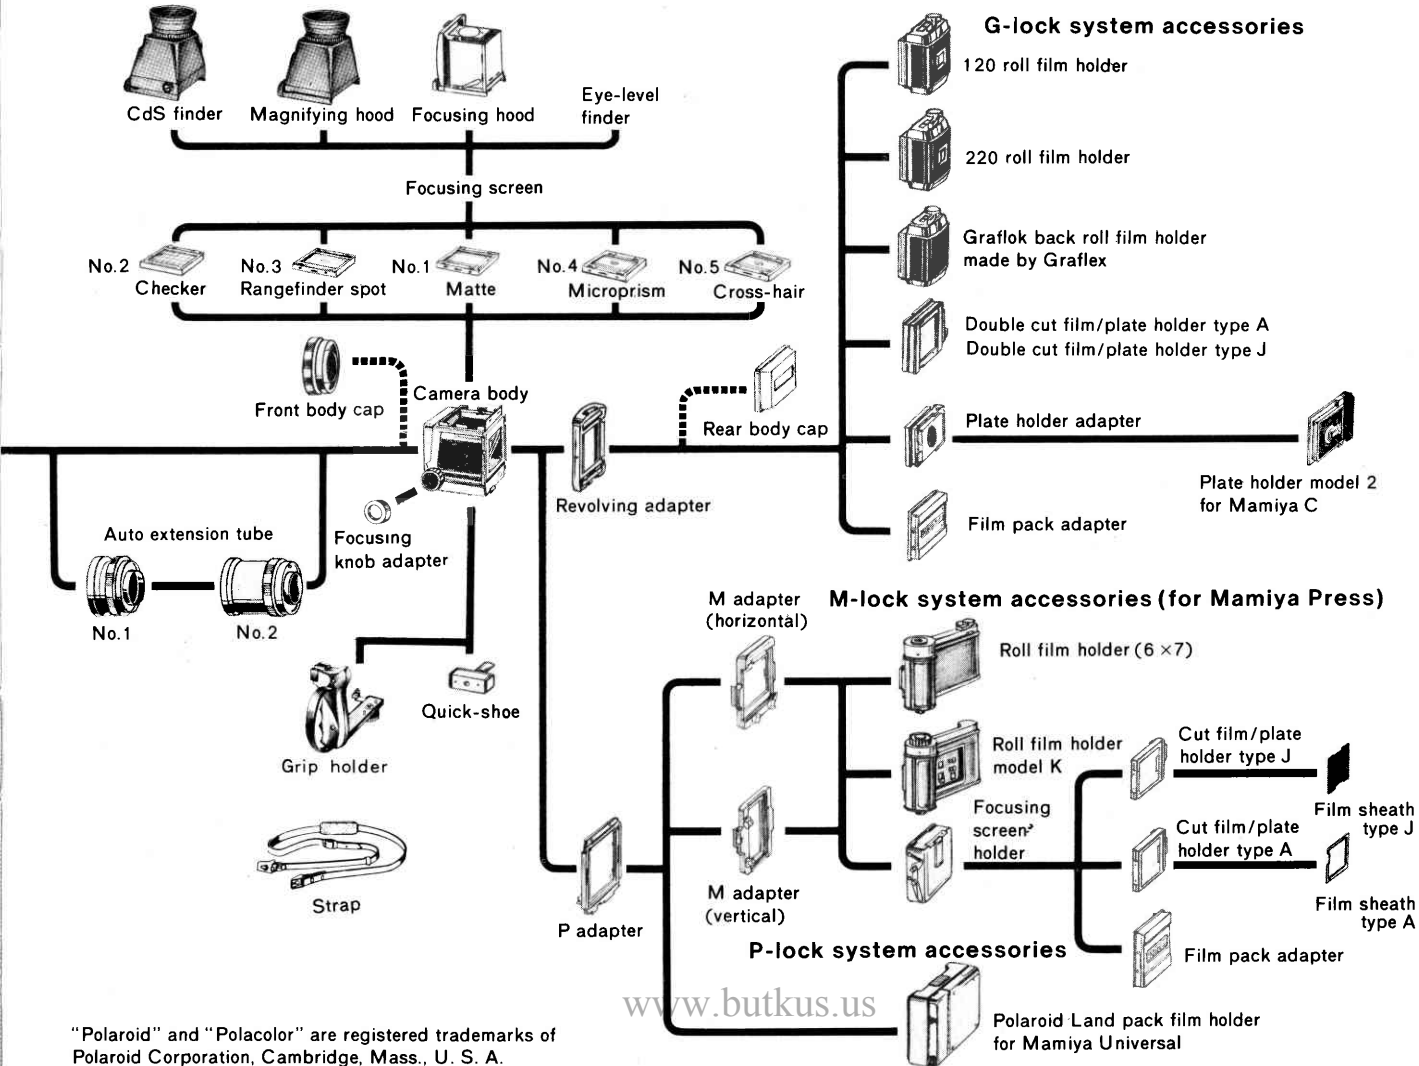 G-lock system accessories
120 roll film holder
220 roll film holder
Graflok back roll film holder
made by Graflex
Double cut film/plate holder type A
Double cut film/plate holder type J
Plate holder adapter
Plate holder model 2
for Mamiya C
Film pack adapter
CdS finder
Magnifying hood
Focusing hood
Eye-level
finder
Focusing screen
No.2
Checker
No.3
Rangefinder spot
No.1
Matte
No.4
Microprism
No.5
Cross-hair
Front body cap
Camera body
Rear body cap
Revolving adapter
Focusing
knob adapter
Auto extension tube
No.1
No.2
Grip holder
Quick-shoe
Strap
M adapter
(horizontal)
M-lock system accessories (for Mamiya Press)
Roll film holder (6 ×7)
Roll film holder
model K
Focusing
screen
holder
Cut film/plate
holder type J
Film sheath
type J
Cut film/plate
holder type A
Film sheath
type A
Film pack adapter
M adapter
(vertical)
P adapter
P-lock system accessories
www.butkus.us
Polaroid Land pack film holder
for Mamiya Universal
"Polaroid" and "Polacolor" are registered trademarks of
Polaroid Corporation, Cambridge, Mass., U. S. A.